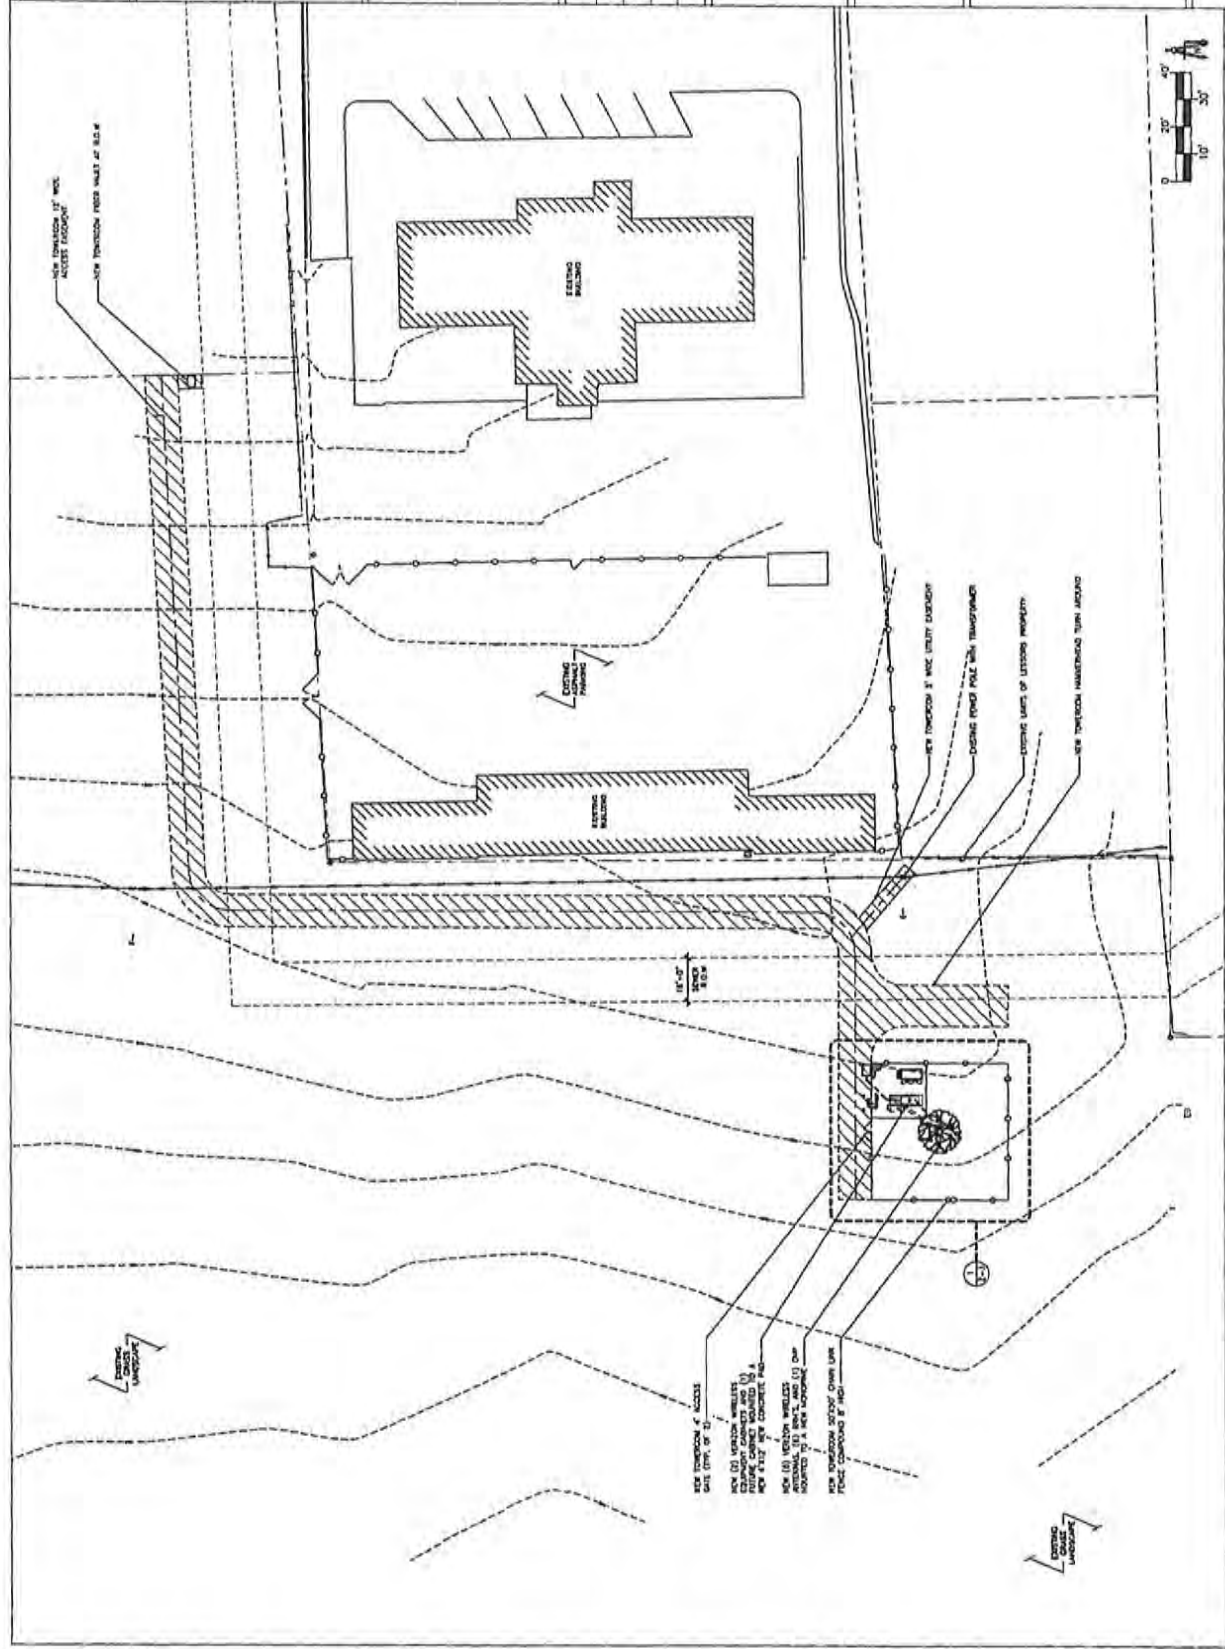 NEW TOWERCOM 12' WIDE
ACCESS EASEMENT
NEW TOWERCOM FIBER VAULT AT R.O.W
EXISTING
BUILDING
EXISTING
ASPHALT
PARKING
EXISTING
BUILDING
NEW TOWERCOM 5' WIDE UTILITY EASEMENT
EXISTING POWER POLE WITH TRANSFORMER
EXISTING LIMITS OF LESSORS PROPERTY
NEW TOWERCOM HAMMERHEAD TURN AROUND
SEWER
R.O.W
NEW TOWERCOM 4' ACCESS
GATE (TYP. OF 2)
NEW (2) VERIZON WIRELESS
EQUIPMENT CABINETS AND (1)
FUTURE CABINET MOUNTED TO A
NEW 4'X12' NEW CONCRETE PAD
NEW (6) VERIZON WIRELESS
ANTENNAS, (6) RRH'S, AND (1) OVP
MOUNTED TO A NEW MONOPINE
NEW TOWERCOM 50'X50' CHAIN LINK
FENCE COMPOUND 8' HIGH
EXISTING
GRASS
LANDSCAPE
EXISTING
GRASS
LANDSCAPE
1
0 10' 20' 30' 40'